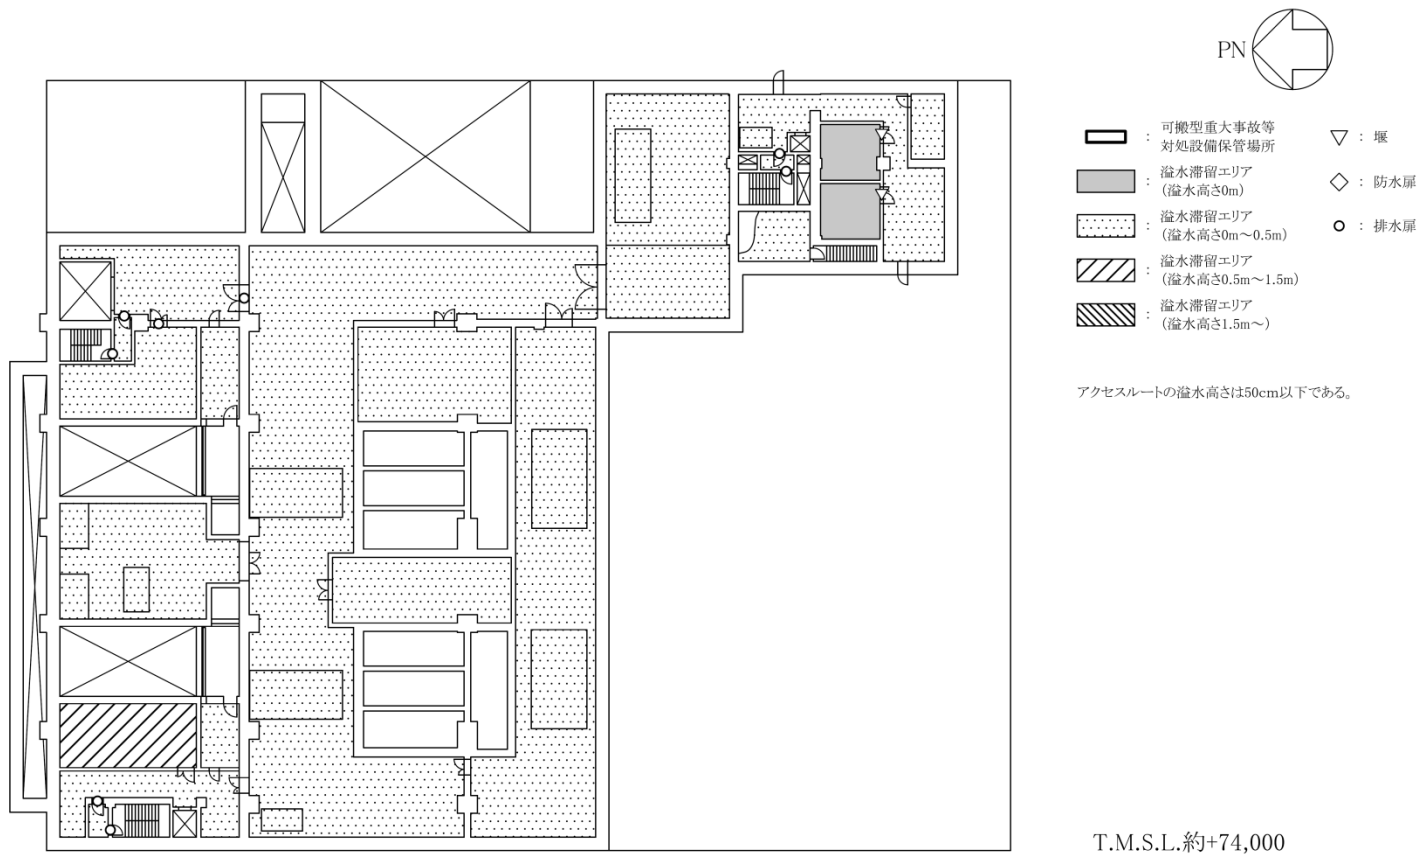 PN
： 可搬型重大事故等
対処設備保管場所
： 堰
： 溢水滞留エリア
（溢水高さ0m）
： 防水扉
： 溢水滞留エリア
（溢水高さ0m～0.5m）
： 排水扉
： 溢水滞留エリア
（溢水高さ0.5m～1.5m）
： 溢水滞留エリア
（溢水高さ1.5m～）
アクセスルートの溢水高さは50cm以下である。
T.M.S.L.約+74,000